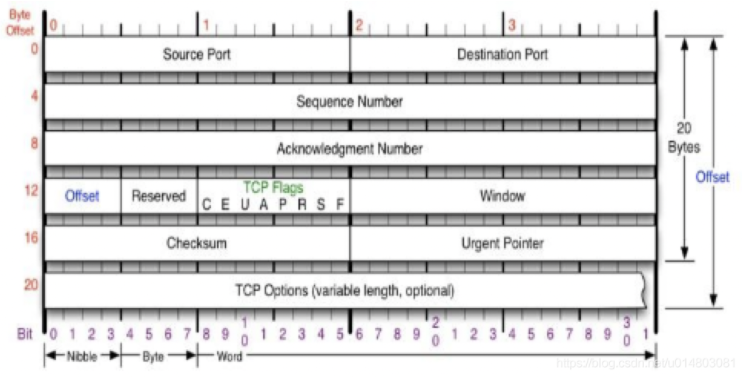 Byte
Offset
0 1 2 3
0 Source Port Destination Port
4 Sequence Number
8 Acknowledgment Number
20
Bytes
Offset
12 Offset Reserved TCP Flags Window
C E U A P R S F
16 Checksum Urgent Pointer
20 TCP Options (variable length, optional)
Bit 0 1 2 3 4 5 6 7 8 9 1 0 1 2 3 4 5 6 7 8 9 2 0 1 2 3 4 5 6 7 8 9 3 0 1
Nibble Byte Word
https://blog.csdn.net/u014803081